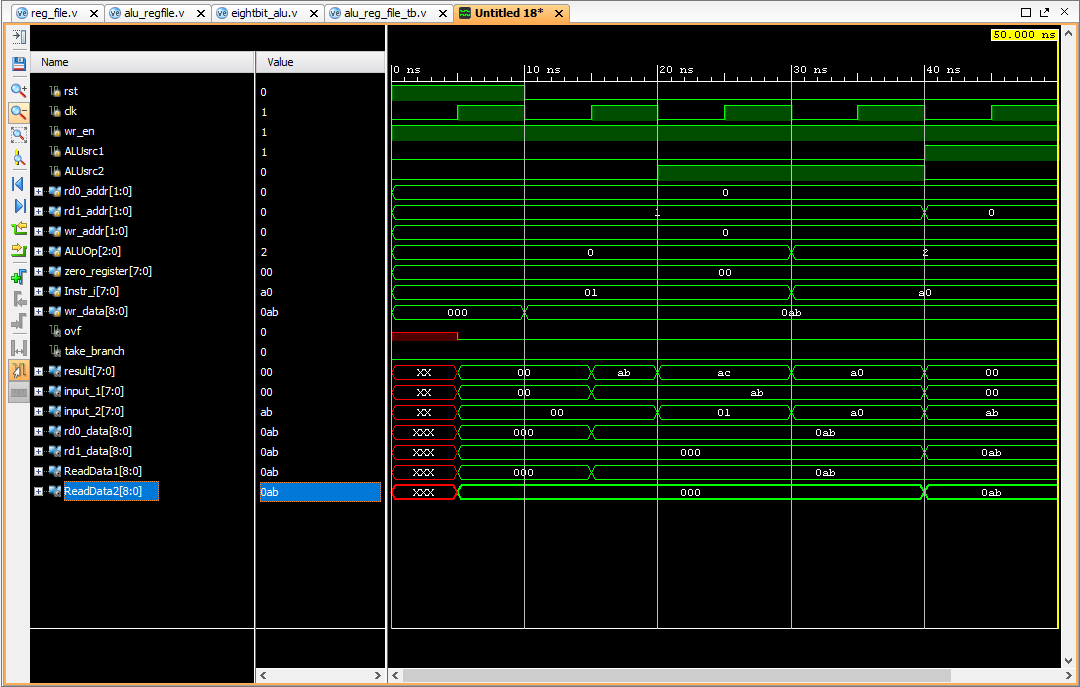 reg_file.v alu_regfile.v eightbit_alu.v alu_reg_file_tb.v Untitled 18*
50.000 ns
Name Value
0 ns 10 ns 20 ns 30 ns 40 ns
rst 0
clk 1
wr_en 1
ALUsrc1 1
ALUsrc2 0
rd0_addr[1:0] 0 0
rd1_addr[1:0] 0 1 0
wr_addr[1:0] 0 0
ALUOp[2:0] 2 0 2
zero_register[7:0] 00 00
Instr_i[7:0] a0 01 a0
wr_data[8:0] 0ab 000 0ab
ovf 0
take_branch 0
result[7:0] 00 XX 00 ab ac a0 00
input_1[7:0] 00 XX 00 ab 00
input_2[7:0] ab XX 00 01 a0 ab
rd0_data[8:0] 0ab XXX 000 0ab
rd1_data[8:0] 0ab XXX 000 0ab
ReadData1[8:0] 0ab XXX 000 0ab
ReadData2[8:0] 0ab XXX 000 0ab